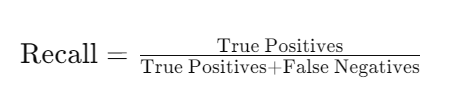 Recall = True Positives / True Positives+False Negatives